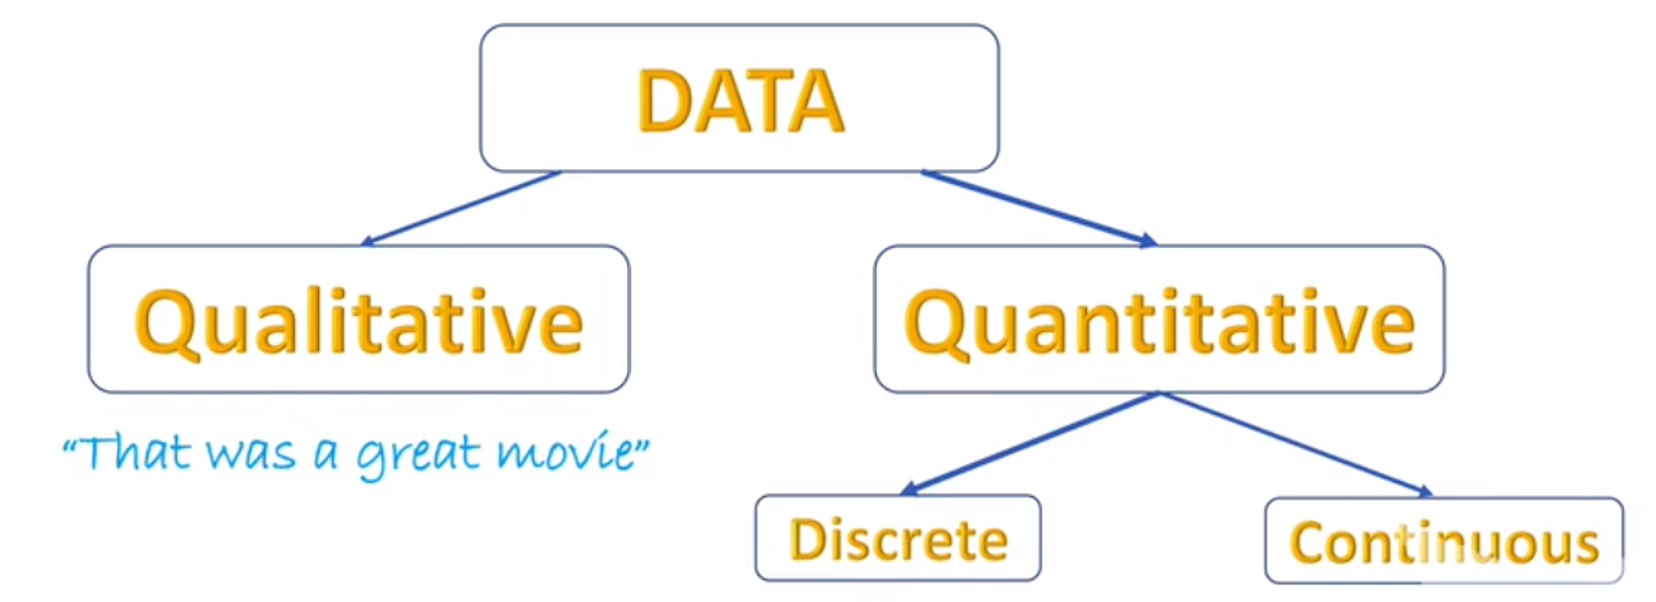 DATA
Qualitative
Quantitative
“That was a great movie”
Discrete
Continuous